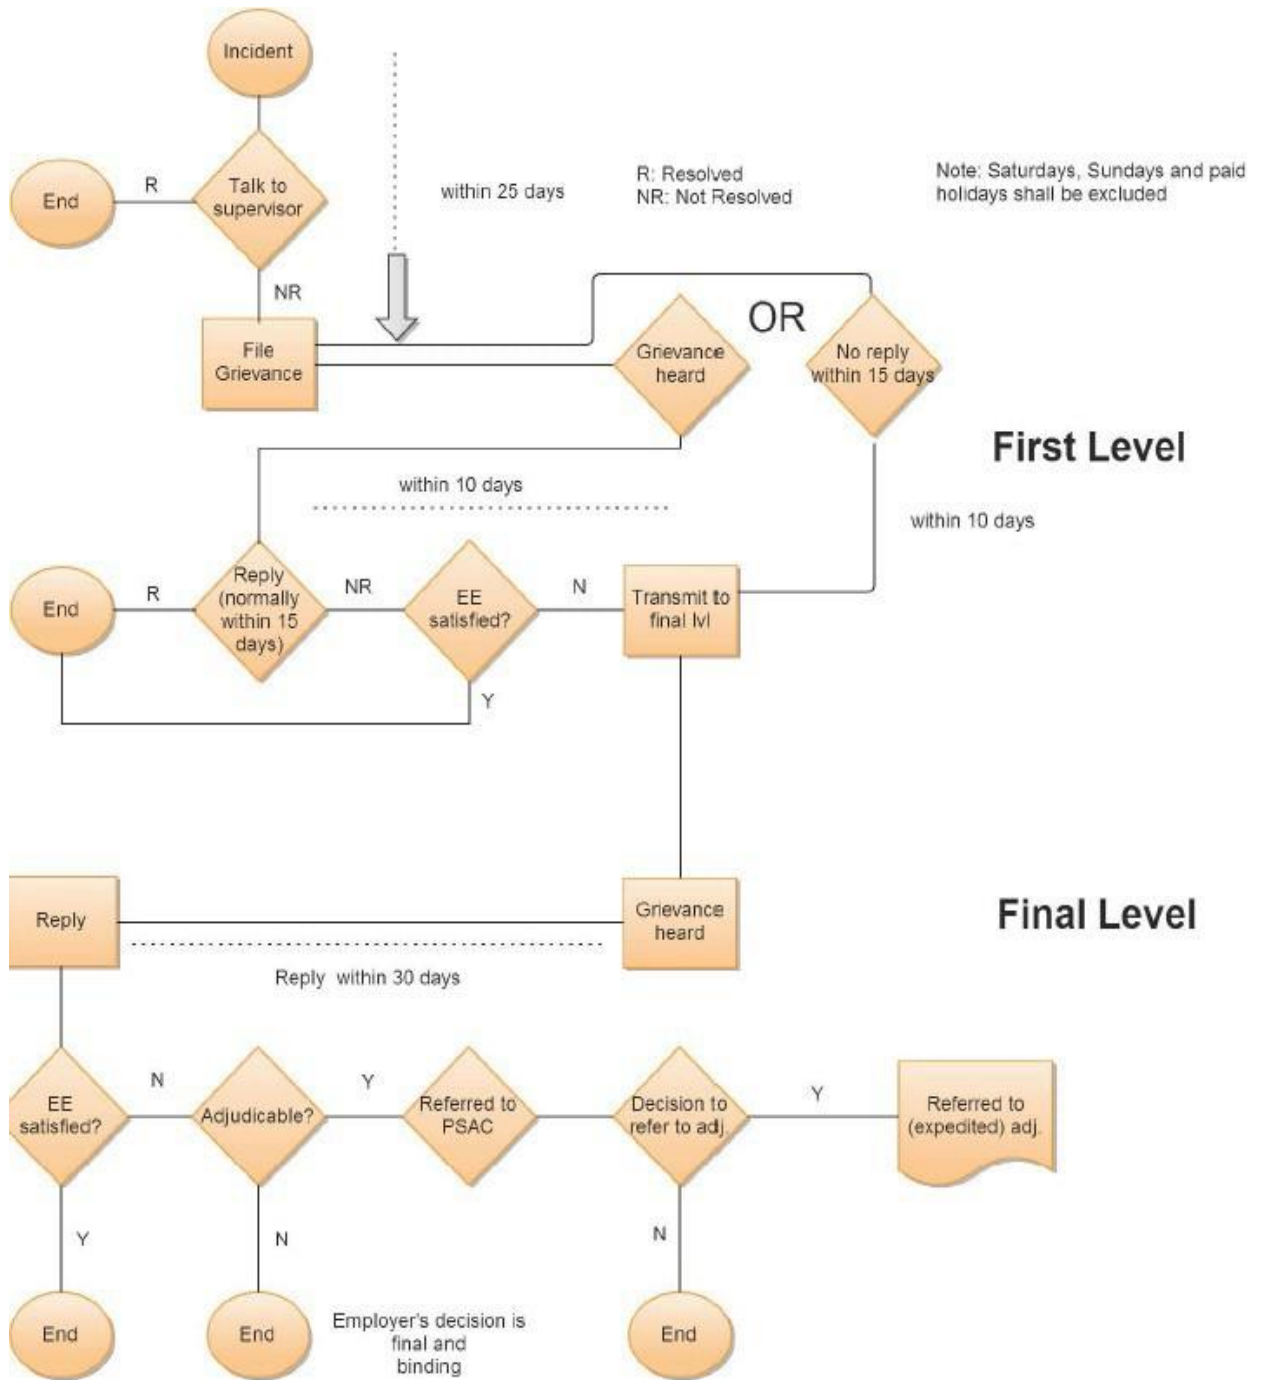 Incident
End
R
Talk to
supervisor
within 25 days
R: Resolved
NR: Not Resolved
Note: Saturdays, Sundays and paid
holidays shall be excluded
NR
File
Grievance
Grievance
heard
OR
No reply
within 15 days
First Level
within 10 days
within 10 days
End
R
Reply
(normally
within 15
days)
NR
EE
satisfied?
N
Transmit to
final lvl
Y
Reply
Grievance
heard
Final Level
Reply within 30 days
EE
satisfied?
N
Adjudicable?
Y
Referred to
PSAC
Decision to
refer to adj.
Y
Referred to
(expedited) adj.
Y
N
N
End
End
Employer's decision is
final and
binding
End